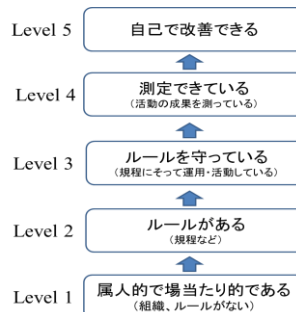 Level 5
自己で改善できる
Level 4
測定できている
(活動の成果を測っている)
Level 3
ルールを守っている
(規程にそって運用・活動している)
Level 2
ルールがある
(規程など)
Level 1
属人的で場当たり的である
(組織、ルールがない)